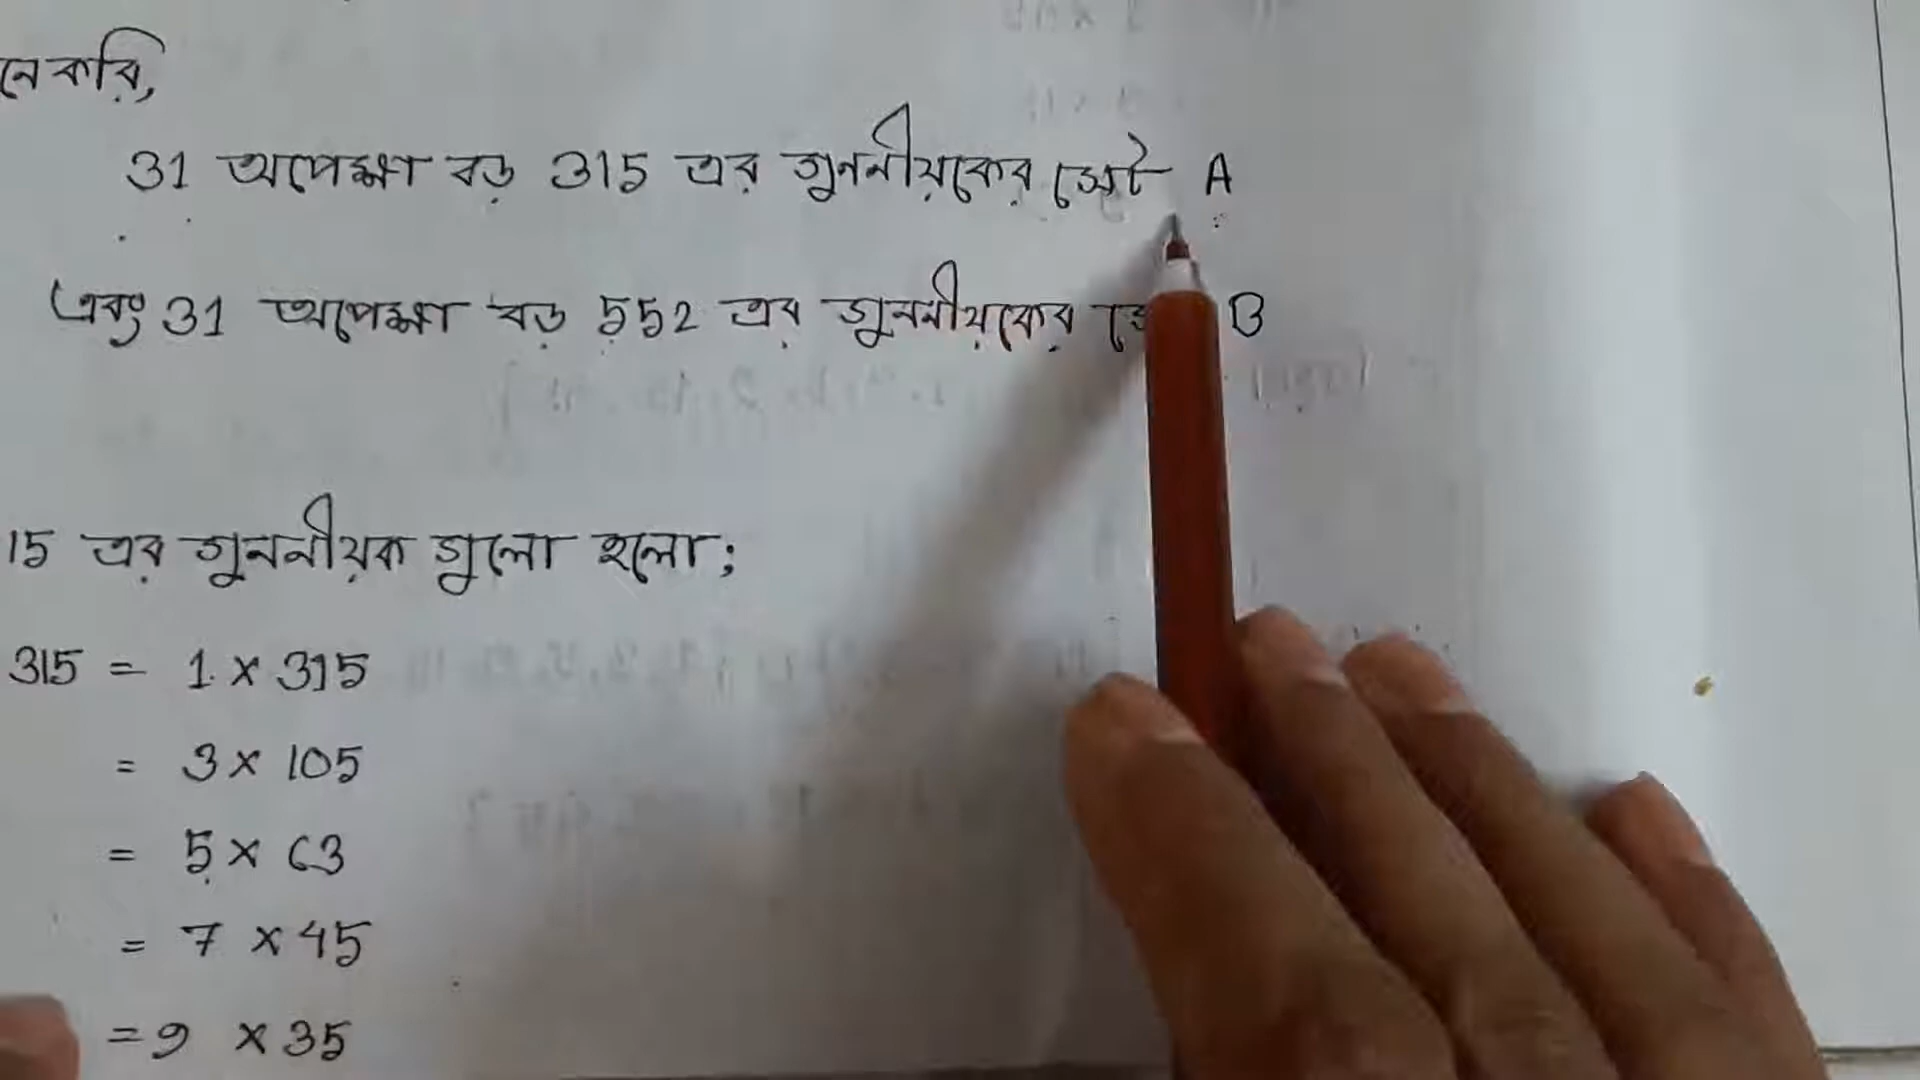 নে করি,
31 অপেক্ষা বড় 315 এর গুননীয়কের সেট A
এবং 31 অপেক্ষা বড় 552 এর গুননীয়কের B
15 এর গুননীয়ক গুলো হলো;
315 = 1 × 315
= 3 × 105
= 5 × 63
= 7 × 45
= 9 × 35